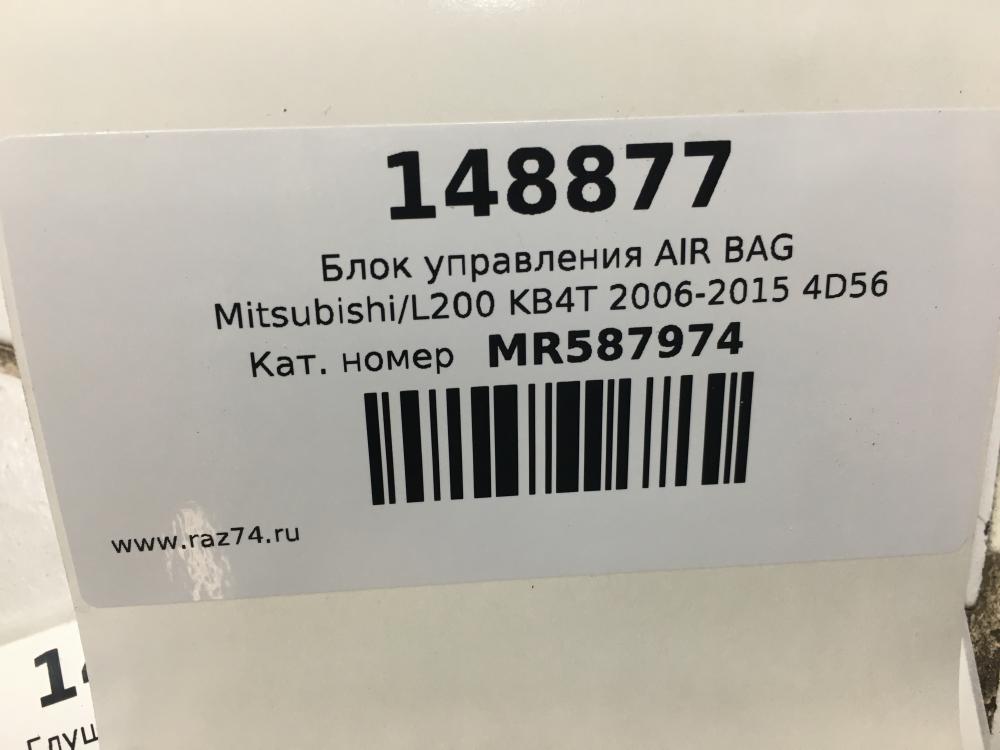 148877
Блок управления AIR BAG
Mitsubishi/L200 KB4T 2006-2015 4D56
Кат. номер MR587974
www.raz74.ru